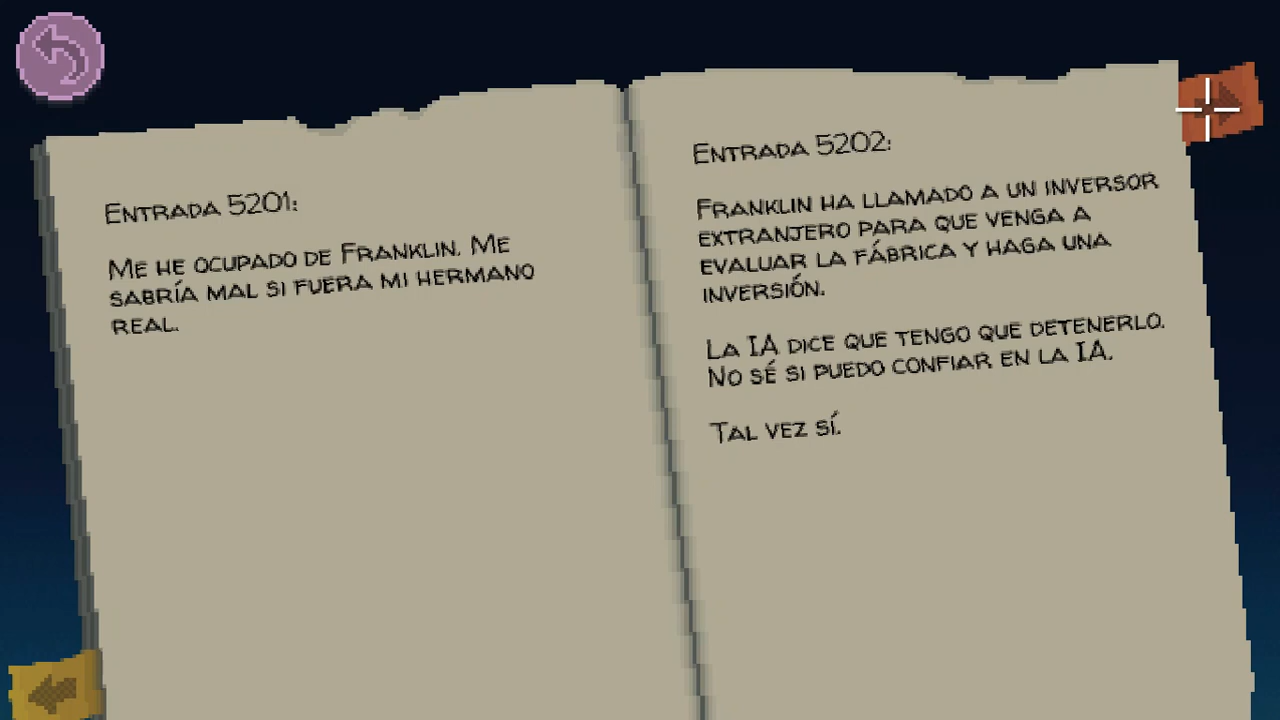 Entrada 5201:
Me he ocupado de Franklin. Me
sabría mal si fuera mi hermano
real.
Entrada 5202:
Franklin ha llamado a un inversor
extranjero para que venga a
evaluar la fábrica y haga una
inversión.
La IA dice que tengo que detenerlo.
No sé si puedo confiar en la IA.
Tal vez sí.